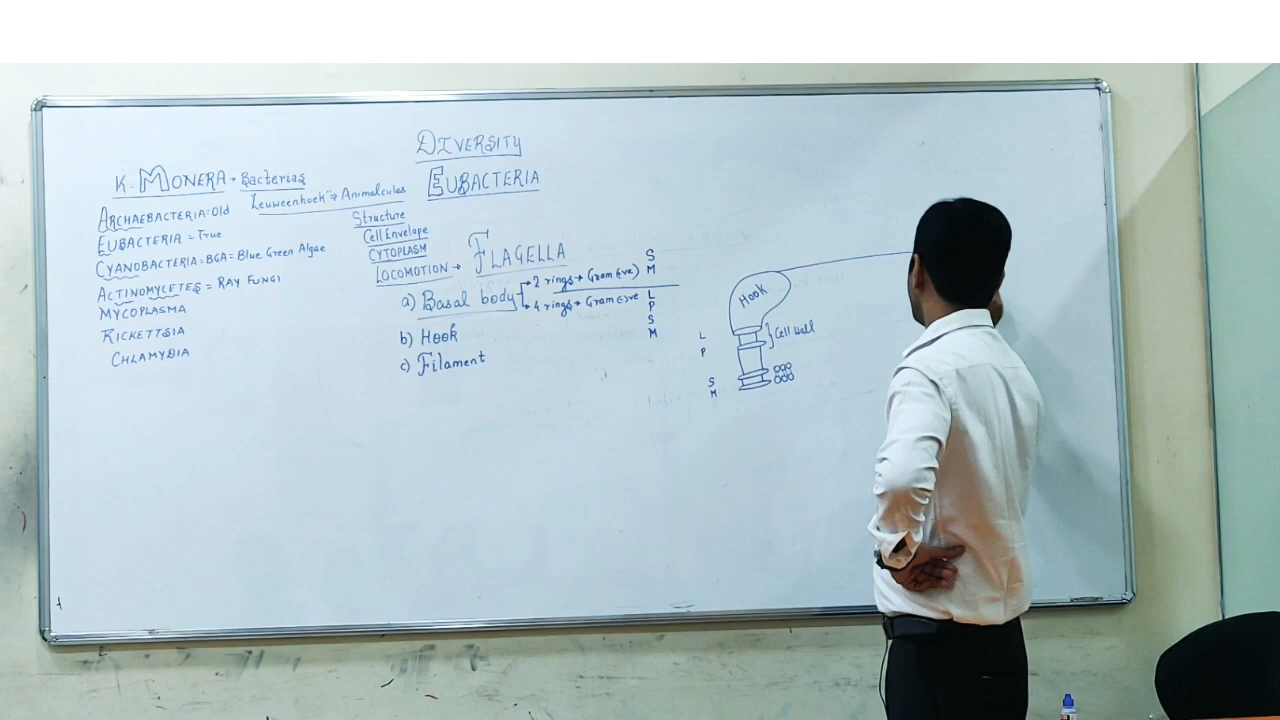 DIVERSITY
K. MONERA → Bacterias
EUBACTERIA
Leuweenhoek "→ Animalcules
ARCHAEBACTERIA = Old
EUBACTERIA = True
CYANOBACTERIA = BGA = Blue Green Algae
ACTINOMYLETES = RAY FUNGI
MYCOPLASMA
RICKETTSIA
CHLAMYDIA
Structure
Cell Envelope
CYTOPLASM
LOCOMOTION → FLAGELLA
a) Basal body
→ 2 rings → Gram (+ve)
→ 4 rings → Gram (-ve)
S
M
L
P
S
M
b) Hook
c) Filament
Hook
} Cell Wall
L
P
S
M